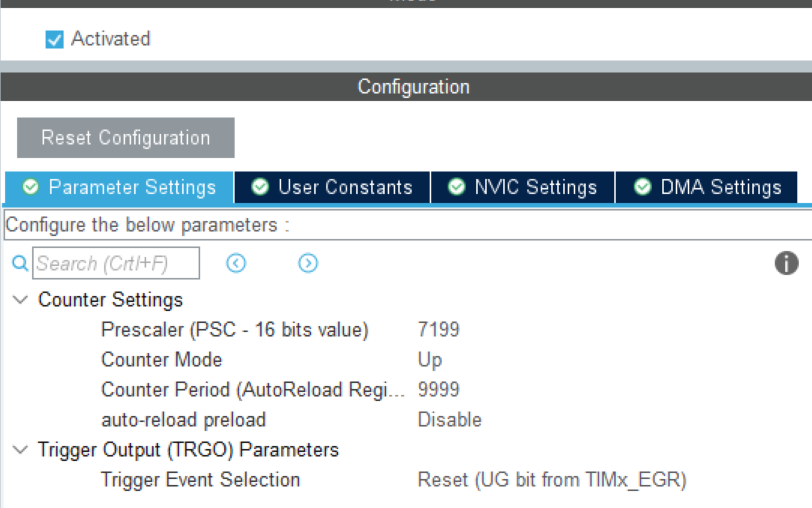 Activated
Configuration
Reset Configuration
Parameter Settings User Constants NVIC Settings DMA Settings
Configure the below parameters :
Search (Crtl+F)
Counter Settings
Prescaler (PSC - 16 bits value) 7199
Counter Mode Up
Counter Period (AutoReload Regi... 9999
auto-reload preload Disable
Trigger Output (TRGO) Parameters
Trigger Event Selection Reset (UG bit from TIMx_EGR)